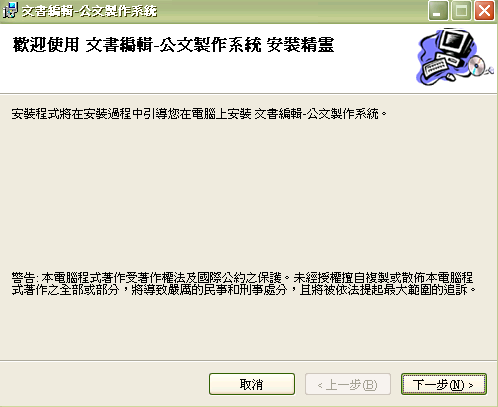 文書編輯-公文製作系統
歡迎使用 文書編輯-公文製作系統 安裝精靈
安裝程式將在安裝過程中引導您在電腦上安裝 文書編輯-公文製作系統。
警告: 本電腦程式著作受著作權法及國際公約之保護。未經授權擅自複製或散佈本電腦程
式著作之全部或部分，將導致嚴厲的民事和刑事處分，且將被依法提起最大範圍的追訴。
取消 < 上一步(B) 下一步(N) >